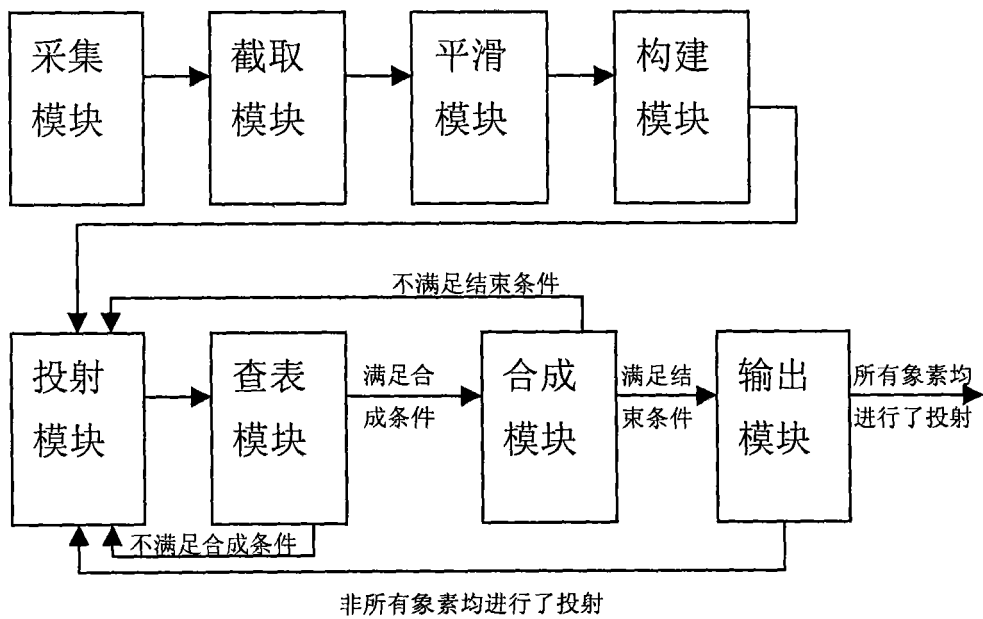 采集 截取 平滑 构建
模块 模块 模块 模块
不满足结束条件
投射 查表 满足合 合成 满足结 输出 所有象素均
模块 模块 成条件 模块 束条件 模块 进行了投射
不满足合成条件
非所有象素均进行了投射